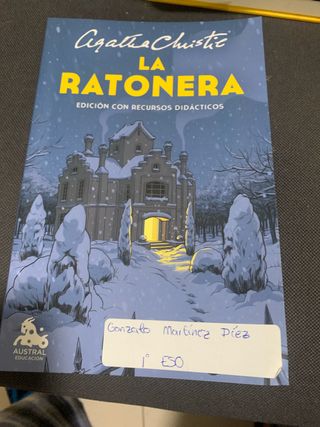 Agatha Christie
LA
RATONERA
EDICIÓN CON RECURSOS DIDÁCTICOS
Gonzalo Martínez Díez
1º ESO
AUSTRAL
EDUCACIÓN